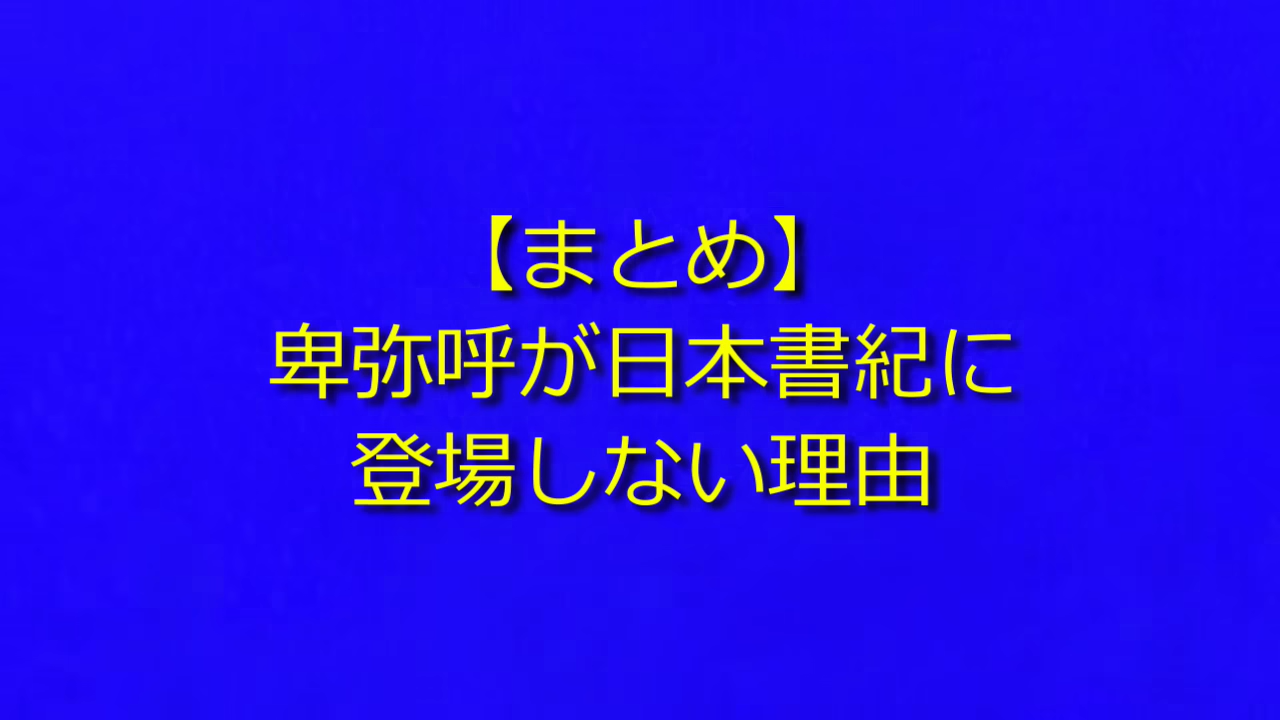 【まとめ】
卑弥呼が日本書紀に
登場しない理由